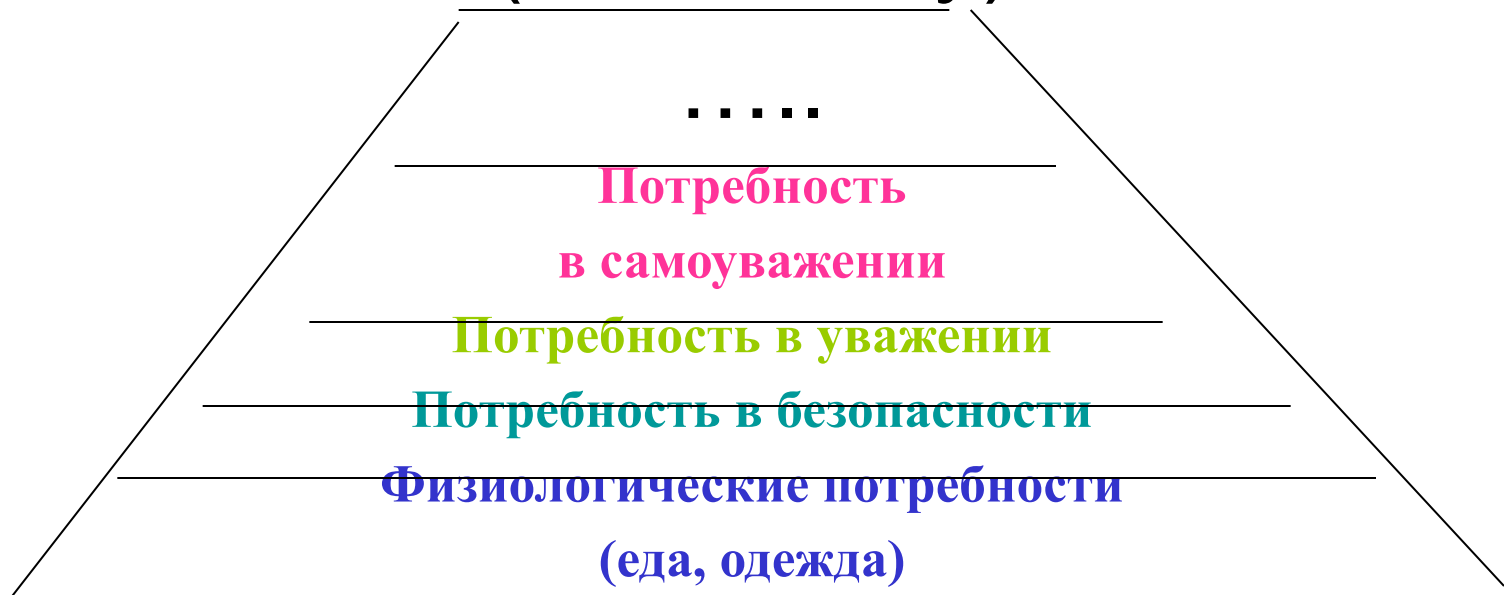 .....
Потребность
в самоуважении
Потребность в уважении
Потребность в безопасности
Физиологические потребности
(еда, одежда)